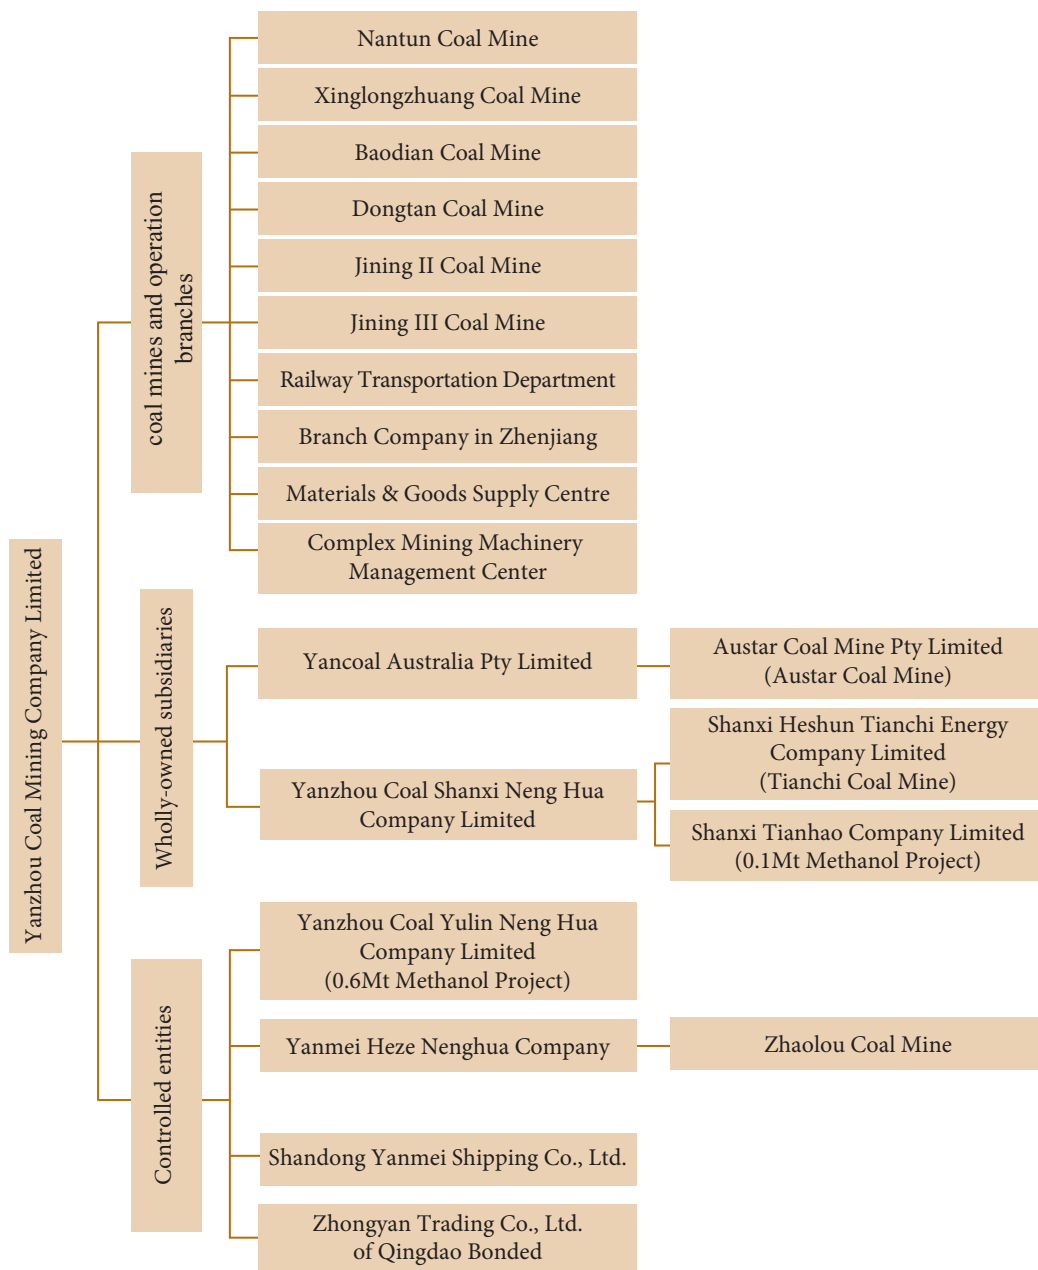 Yanzhou Coal Mining Company Limited
coal mines and operation
branches
Nantun Coal Mine
Xinglongzhuang Coal Mine
Baodian Coal Mine
Dongtan Coal Mine
Jining II Coal Mine
Jining III Coal Mine
Railway Transportation Department
Branch Company in Zhenjiang
Materials & Goods Supply Centre
Complex Mining Machinery
Management Center
Wholly-owned subsidiaries
Yancoal Australia Pty Limited
Austar Coal Mine Pty Limited
(Austar Coal Mine)
Yanzhou Coal Shanxi Neng Hua
Company Limited
Shanxi Heshun Tianchi Energy
Company Limited
(Tianchi Coal Mine)
Shanxi Tianhao Company Limited
(0.1Mt Methanol Project)
Controlled entities
Yanzhou Coal Yulin Neng Hua
Company Limited
(0.6Mt Methanol Project)
Yanmei Heze Nenghua Company
Zhaolou Coal Mine
Shandong Yanmei Shipping Co., Ltd.
Zhongyan Trading Co., Ltd.
of Qingdao Bonded